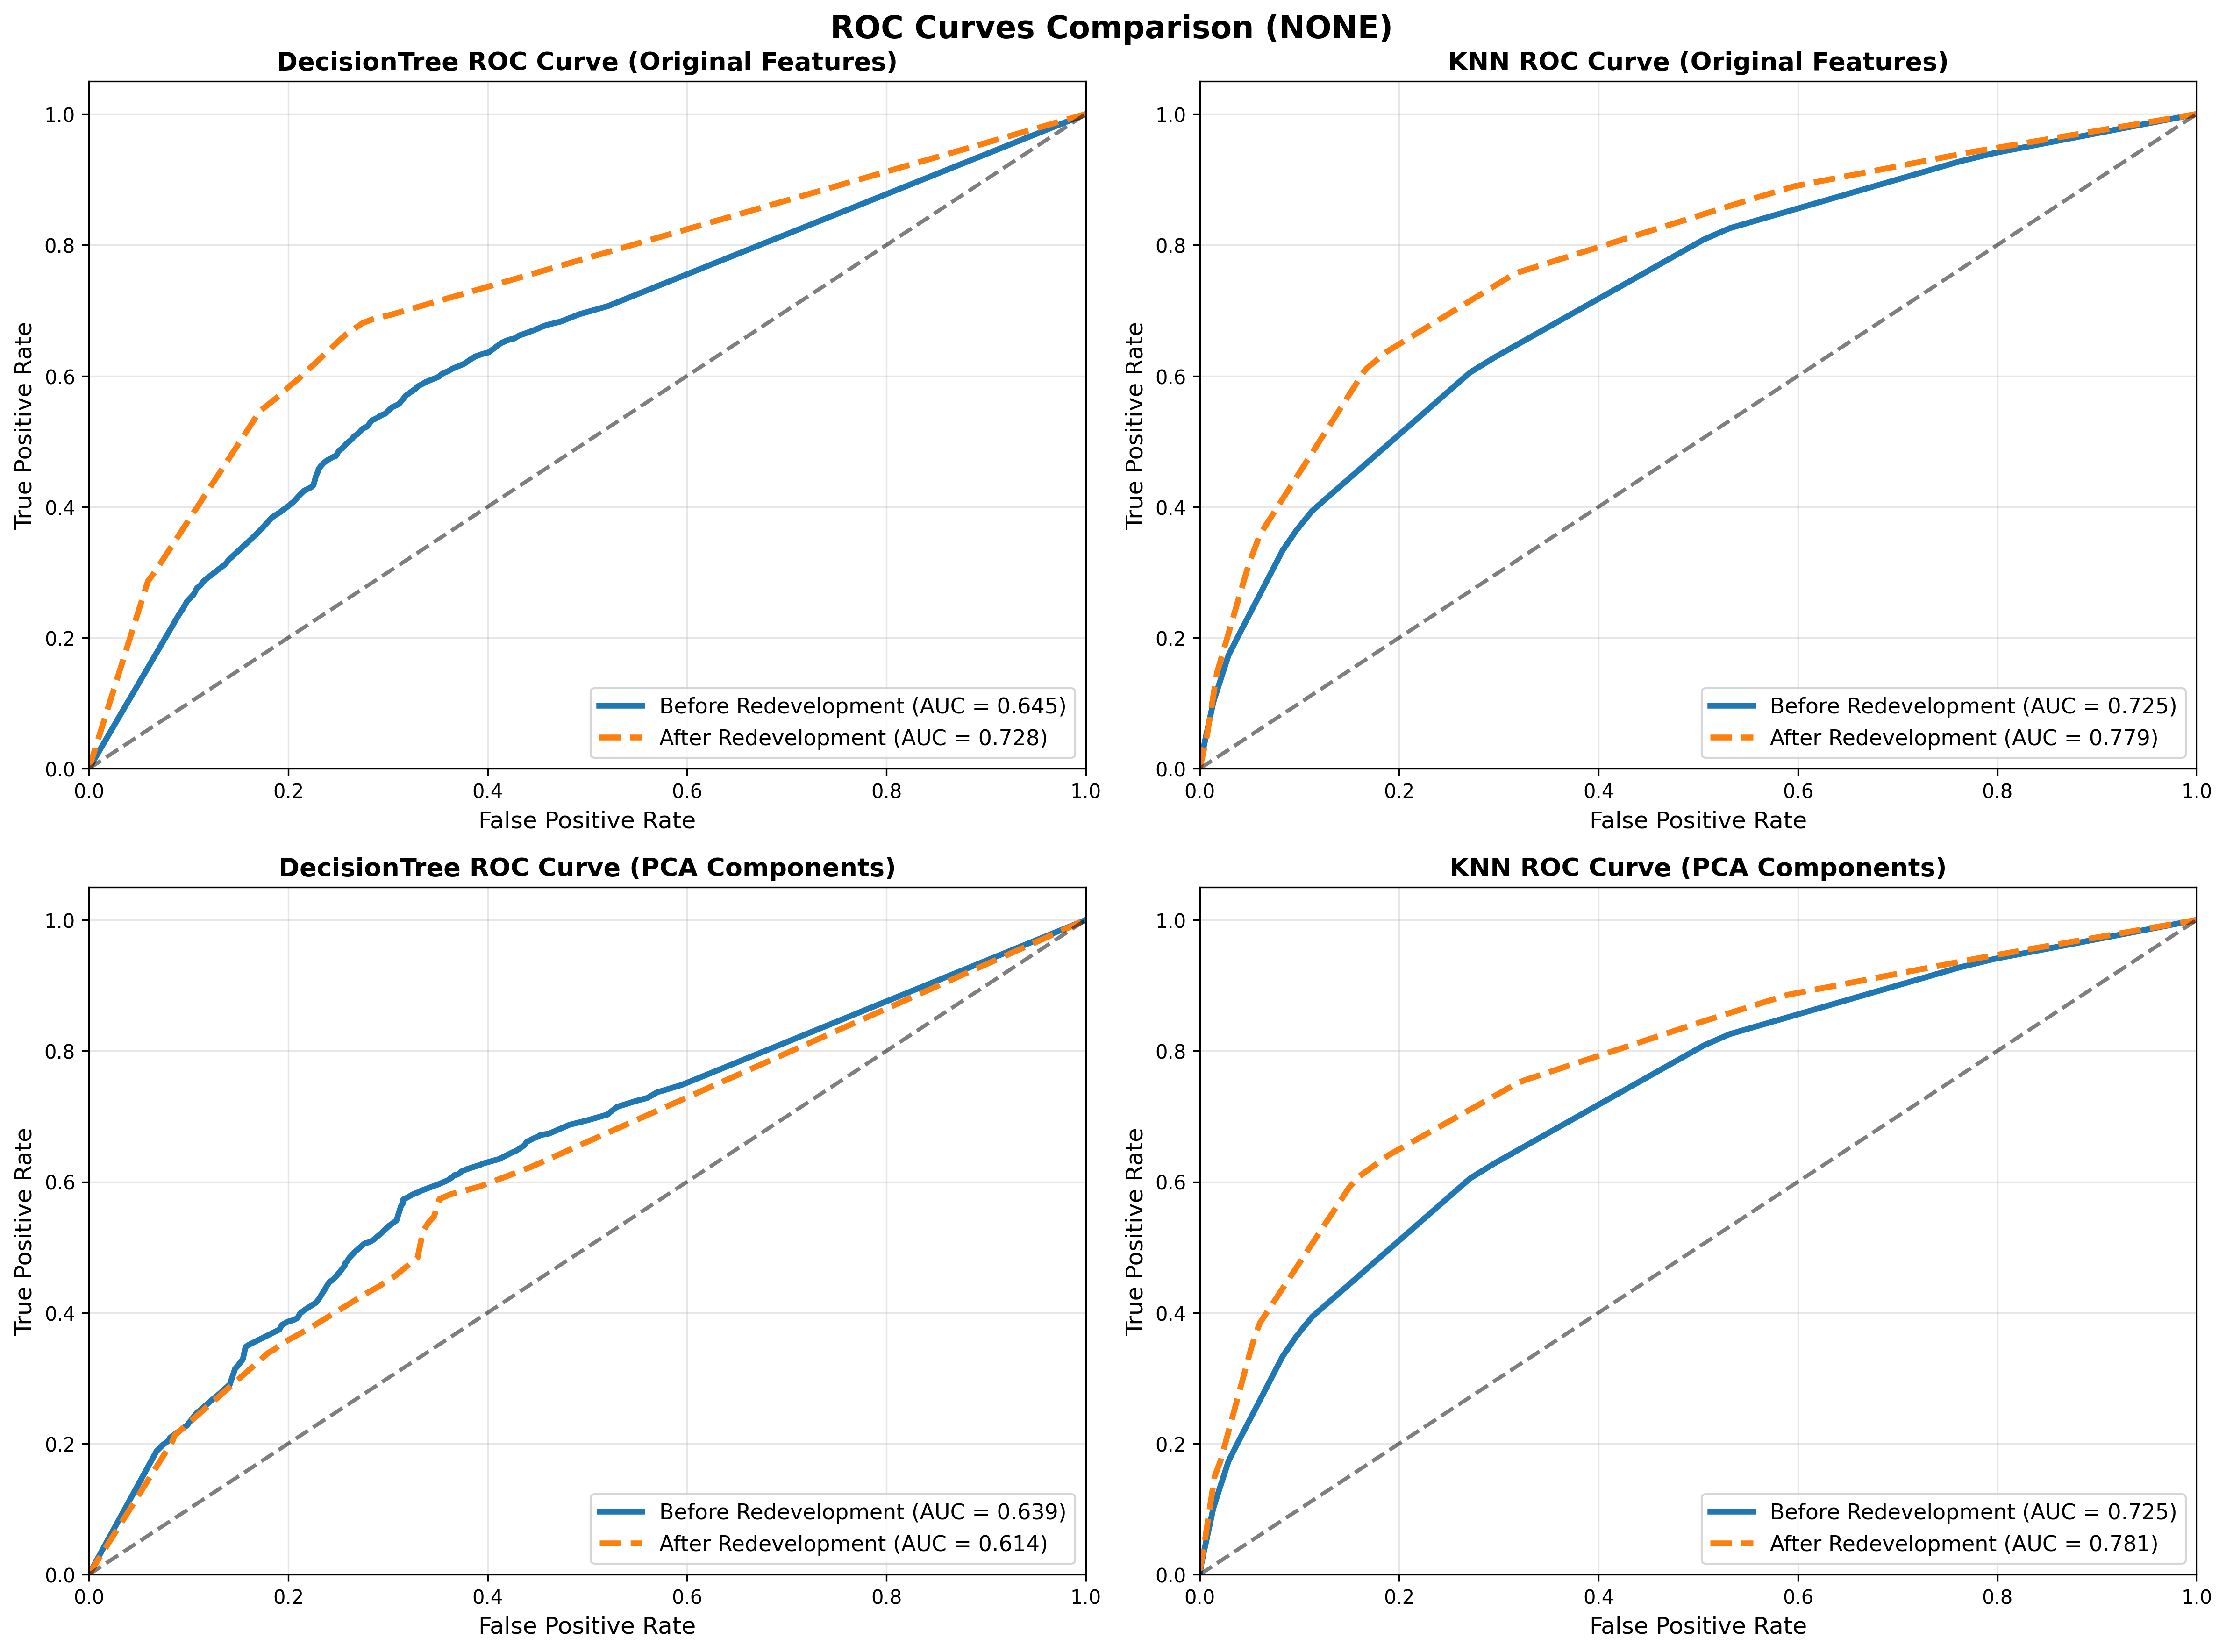 ROC Curves Comparison (NONE)
DecisionTree ROC Curve (Original Features)
True Positive Rate
1.0
0.8
0.6
0.4
0.2
0.0
Before Redevelopment (AUC = 0.645)
After Redevelopment (AUC = 0.728)
0.0 0.2 0.4 0.6 0.8 1.0
False Positive Rate
KNN ROC Curve (Original Features)
True Positive Rate
1.0
0.8
0.6
0.4
0.2
0.0
Before Redevelopment (AUC = 0.725)
After Redevelopment (AUC = 0.779)
0.0 0.2 0.4 0.6 0.8 1.0
False Positive Rate
DecisionTree ROC Curve (PCA Components)
True Positive Rate
1.0
0.8
0.6
0.4
0.2
0.0
Before Redevelopment (AUC = 0.639)
After Redevelopment (AUC = 0.614)
0.0 0.2 0.4 0.6 0.8 1.0
False Positive Rate
KNN ROC Curve (PCA Components)
True Positive Rate
1.0
0.8
0.6
0.4
0.2
0.0
Before Redevelopment (AUC = 0.725)
After Redevelopment (AUC = 0.781)
0.0 0.2 0.4 0.6 0.8 1.0
False Positive Rate